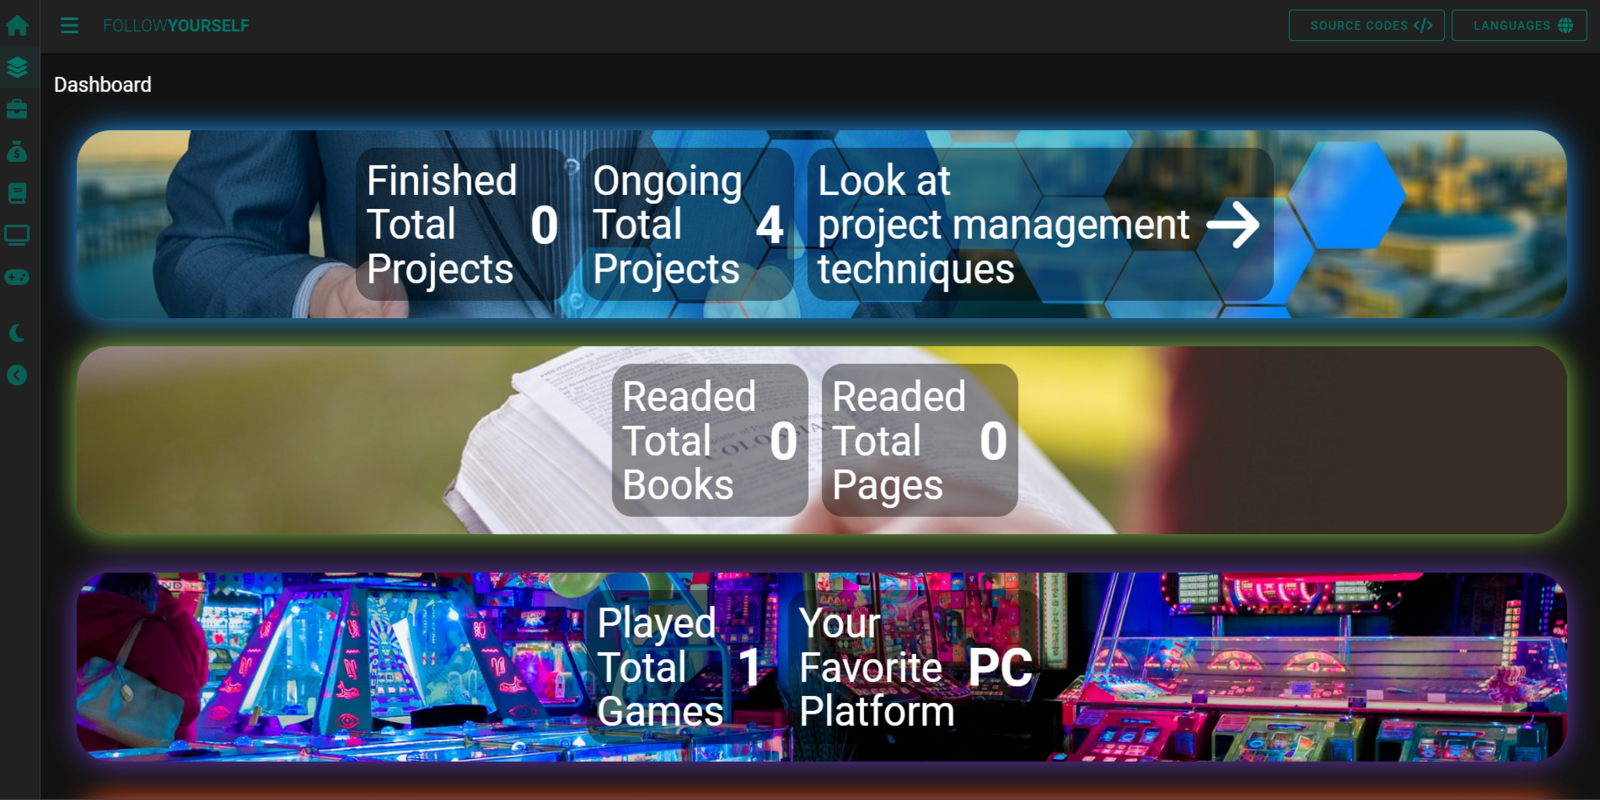 FOLLOWYOURSELF
SOURCE CODES
LANGUAGES
Dashboard
Finished
Total
Projects
0
Ongoing
Total
Projects
4
Look at
project management
techniques
Readed
Total
Books
0
Readed
Total
Pages
0
Played
Total
Games
1
Your
Favorite
Platform
PC